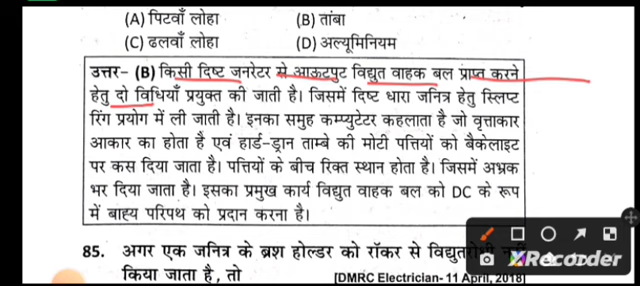 (A) पिटवाँ लोहा (B) तांबा
(C) ढलवाँ लोहा (D) अल्यूमिनियम
उत्तर– (B) किसी दिष्ट जनरेटर से आऊटपुट विद्युत वाहक बल प्राप्त करने
हेतु दो विधियाँ प्रयुक्त की जाती है। जिसमें दिष्ट धारा जनित्र हेतु स्लिप्ट
रिंग प्रयोग में ली जाती है। इनका समुह कम्प्युटेटर कहलाता है जो वृत्ताकार
आकार का होता है एवं हार्ड-ड्रान ताम्बे की मोटी पत्तियों को बैकेलाइट
पर कस दिया जाता है। पत्तियों के बीच रिक्त स्थान होता है। जिसमें अभ्रक
भर दिया जाता है। इसका प्रमुख कार्य विद्युत वाहक बल को DC के रूप
में बाह्य परिपथ को प्रदान करना है।
85. अगर एक जनित्र के ब्रश होल्डर को रॉकर से विद्युतरोधी नहीं
किया जाता है, तो [DMRC Electrician- 11 April, 2018]
XRecorder